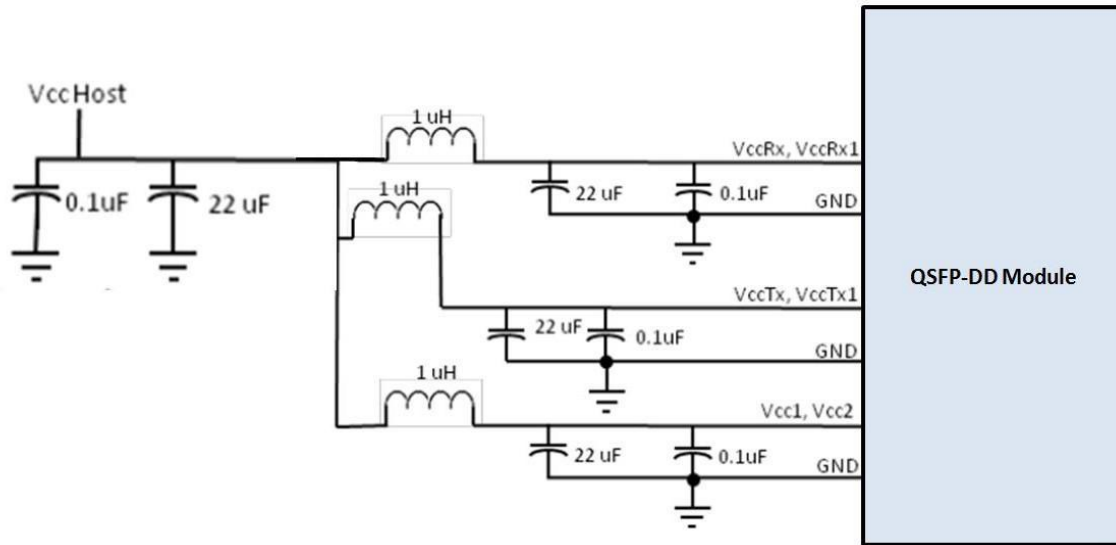 VccHost
0.1uF
22 uF
1 uH
VccRx, VccRx1
22 uF
0.1uF
GND
1 uH
QSFP-DD Module
VccTx, VccTx1
22 uF
0.1uF
GND
1 uH
Vcc1, Vcc2
22 uF
0.1uF
GND